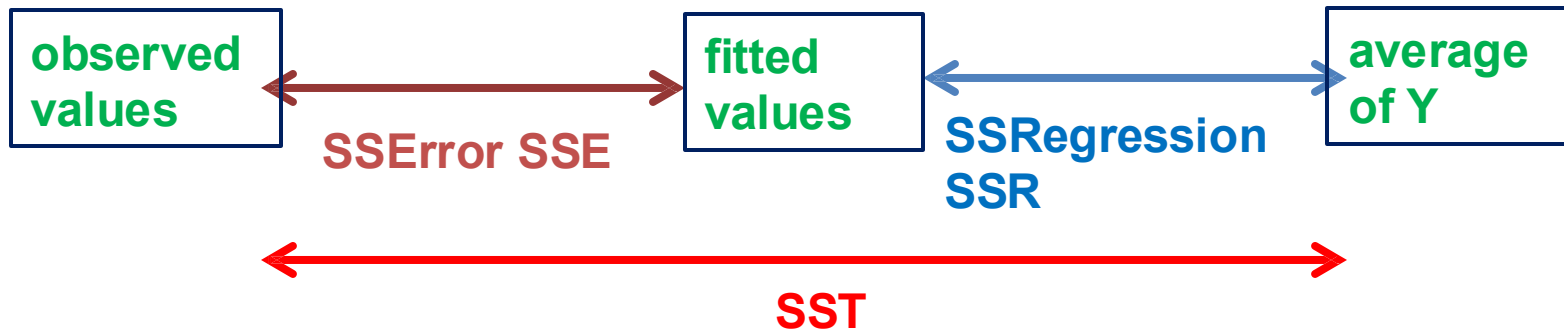 observed
values
fitted
values
average
of Y
SSError SSE
SSRegression
SSR
SST